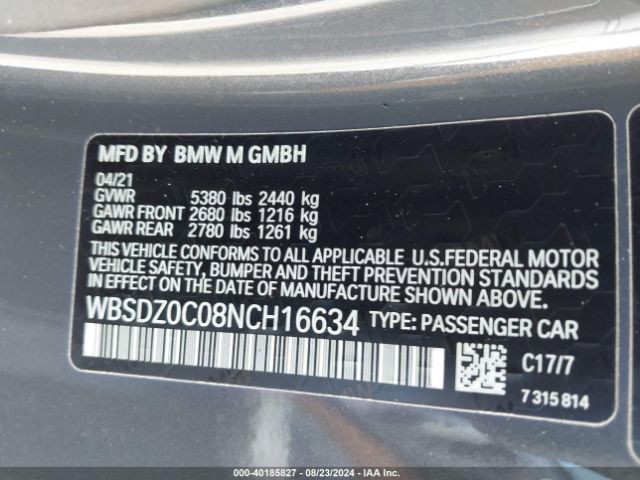 MFD BY BMW M GMBH
04/21
GVWR 5380 lbs 2440 kg
GAWR FRONT 2680 lbs 1216 kg
GAWR REAR 2780 lbs 1261 kg
THIS VEHICLE CONFORMS TO ALL APPLICABLE U.S.FEDERAL MOTOR
VEHICLE SAFETY, BUMPER AND THEFT PREVENTION STANDARDS
IN EFFECT ON THE DATE OF MANUFACTURE SHOWN ABOVE.
WBSDZ0C08NCH16634 TYPE: PASSENGER CAR
C17/7
7 315 814
000-40185827 - 08/23/2024 - IAA Inc.